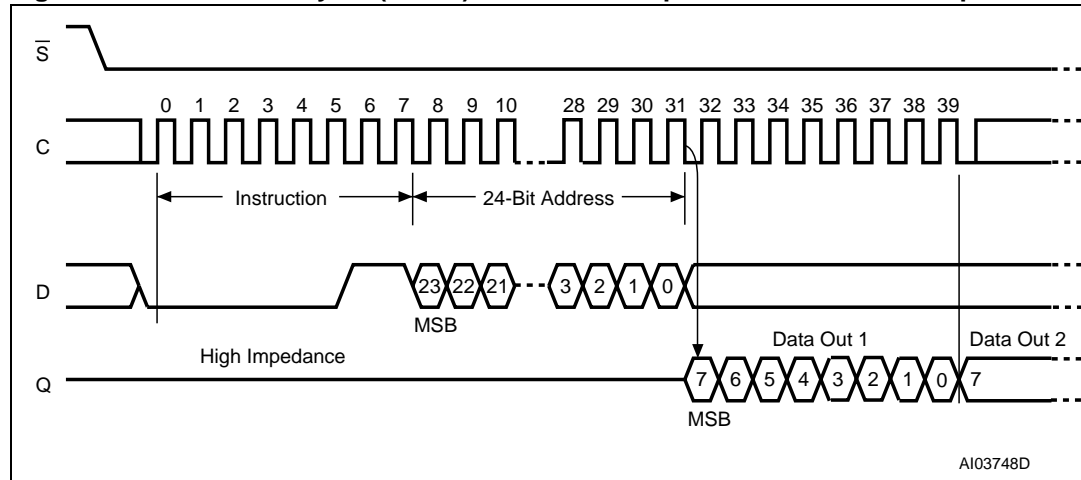 S
0 1 2 3 4 5 6 7 8 9 10 28 29 30 31 32 33 34 35 36 37 38 39
C
Instruction 24-Bit Address
D 23 22 21 3 2 1 0
MSB
High Impedance Data Out 1 Data Out 2
Q 7 6 5 4 3 2 1 0 7
MSB
AI03748D